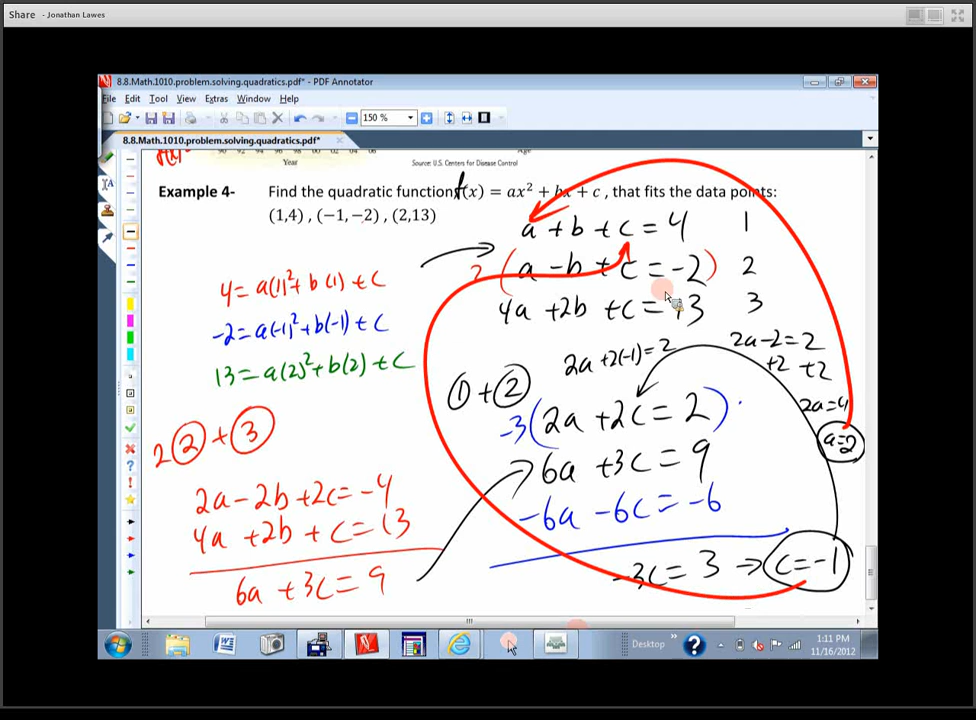 Share - Jonathan Lawes
8.8.Math.1010.problem.solving.quadratics.pdf* - PDF Annotator
File Edit Tool View Extras Window Help
150 %
8.8.Math.1010.problem.solving.quadratics.pdf*
Year
Source: U.S. Centers for Disease Control
Age
Example 4- Find the quadratic function f(x) = ax² + bx + c , that fits the data points:
(1,4) , (−1, −2) , (2,13)
a + b + c = 4 1
2 (a - b + c = -2) 2
4a + 2b + c = 13 3
4 = a(1)² + b(1) + c
-2 = a(-1)² + b(-1) + c
13 = a(2)² + b(2) + c
2a + 2(-1) = 2
2a - 2 = 2
+2 +2
2a = 4
a = 2
① + ②
-3(2a + 2c = 2)
6a + 3c = 9
-6a - 6c = -6
-3c = 3 → c = -1
2② + ③
2a - 2b + 2c = -4
4a + 2b + c = 13
6a + 3c = 9
Desktop
1:11 PM
11/16/2012